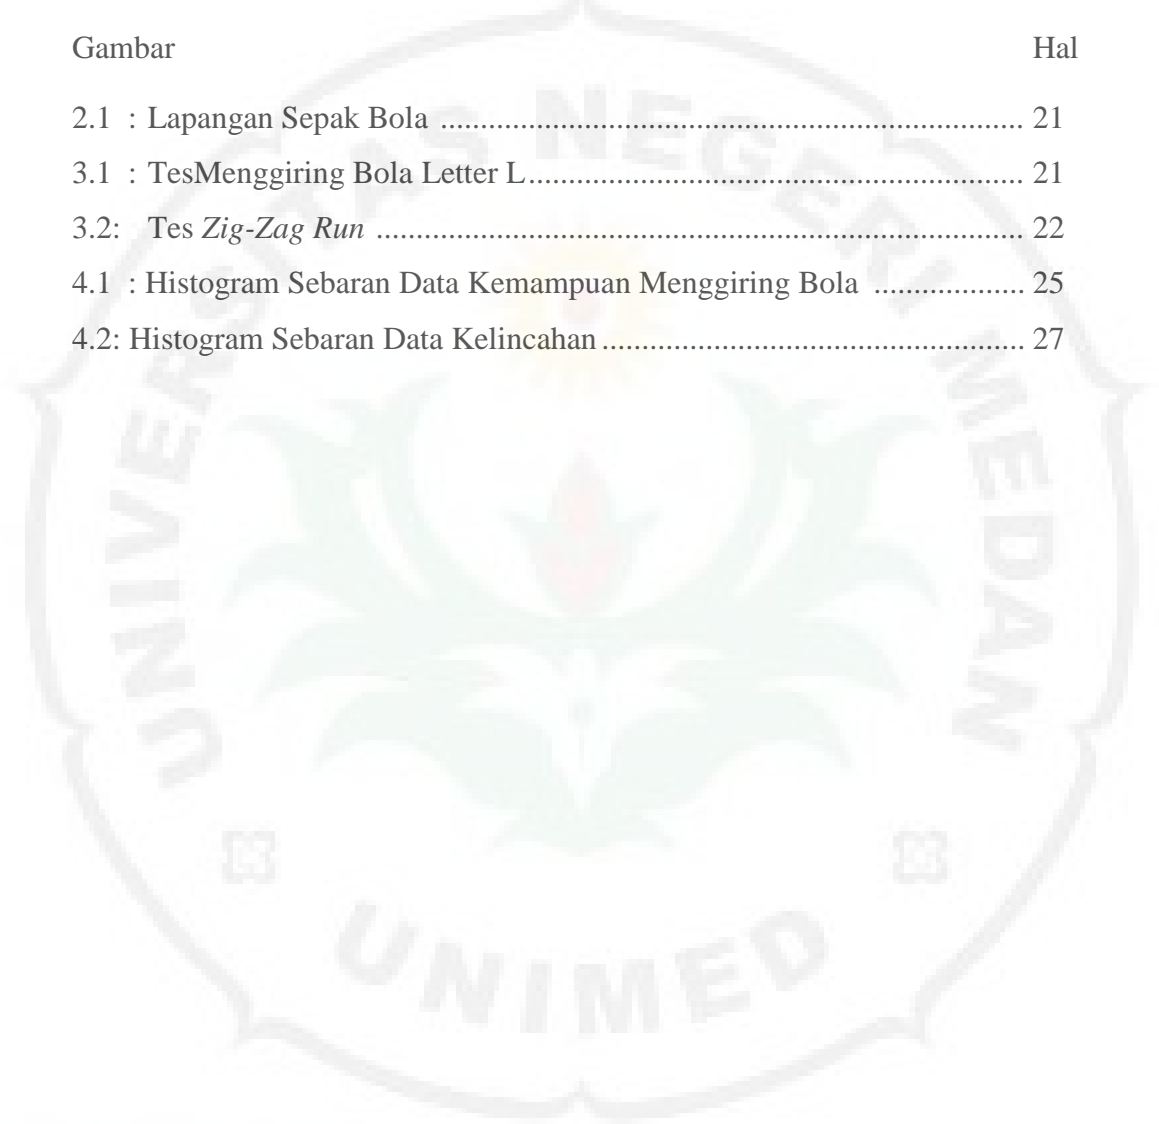 Gambar Hal
2.1 : Lapangan Sepak Bola ........................................................................ 21
3.1 : TesMenggiring Bola Letter L.............................................................. 21
3.2: Tes Zig-Zag Run ................................................................................ 22
4.1 : Histogram Sebaran Data Kemampuan Menggiring Bola ................... 25
4.2: Histogram Sebaran Data Kelincahan..................................................... 27
UNIVERSITAS NEGERI MEDAN
UNIMED